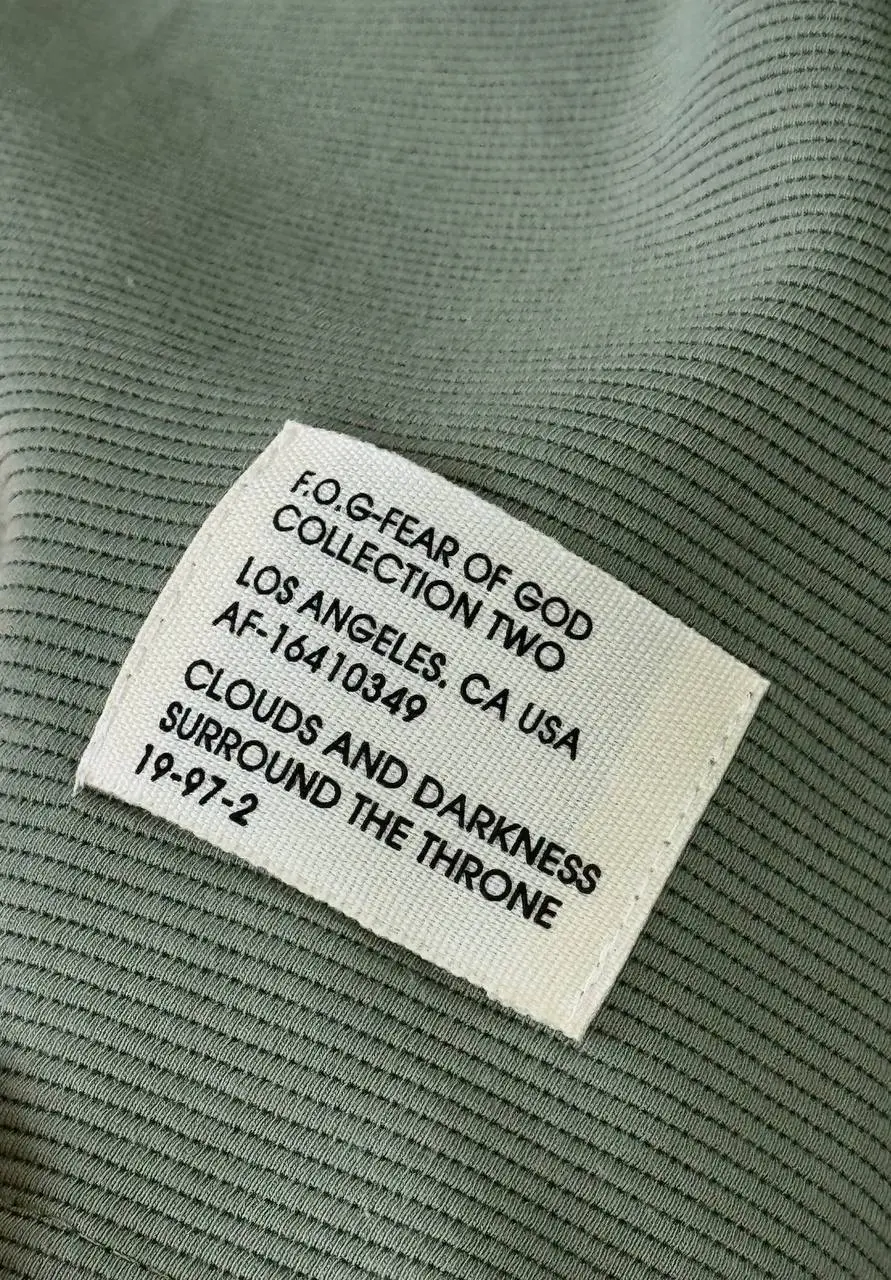 F.O.G-FEAR OF GOD
COLLECTION TWO
LOS ANGELES, CA USA
AF-16410349
CLOUDS AND DARKNESS
SURROUND THE THRONE
19-97-2